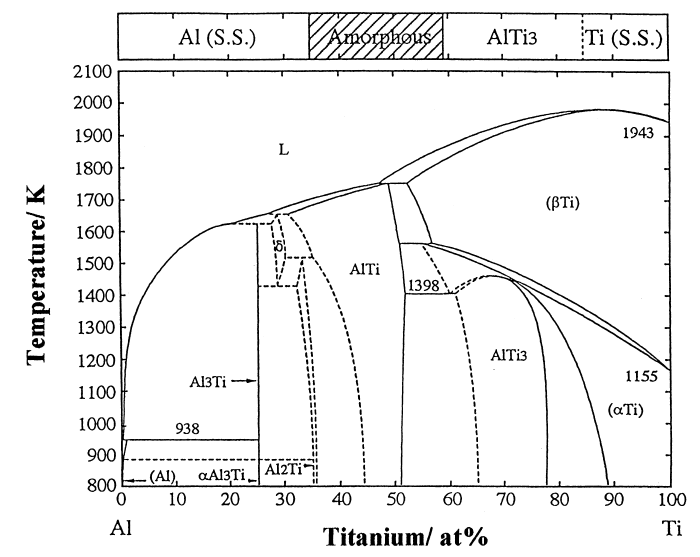 Al (S.S.) Amorphous AlTi3 Ti (S.S.)
2100
2000
1900
1800
1700
1600
1500
1400
1300
1200
1100
1000
900
800
Temperature/ K
L
1943
(βTi)
δ
AlTi
1398
AlTi3
Al3Ti
1155
(αTi)
938
(Al) αAl3Ti Al2Ti
0 10 20 30 40 50 60 70 80 90 100
Al Titanium/ at% Ti